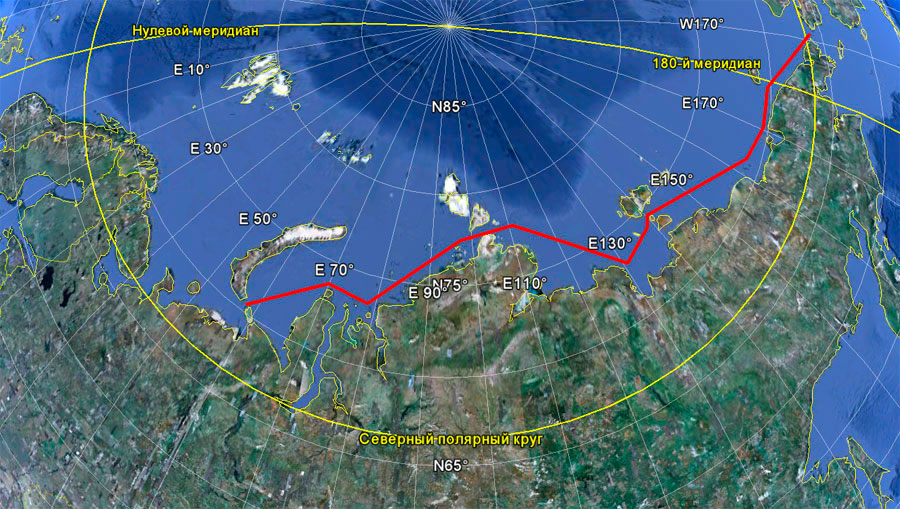 W170°
Нулевой меридиан
180-й меридиан
E 10°
E 170°
N85°
E 30°
E150°
E 50°
E130°
E 70°
N75°
E110°
E 90°
Северный полярный круг
N65°